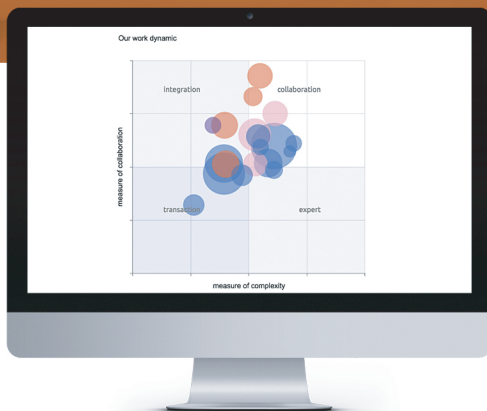 Our work dynamic
integration
collaboration
measure of collaboration
transaction
expert
measure of complexity